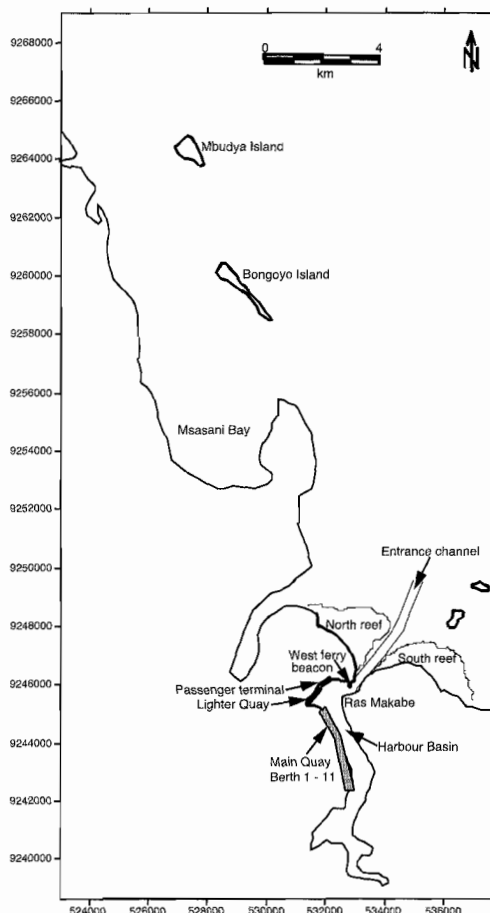 9268000
0 4
km
N
9266000
9264000
Mbudya Island
9262000
9260000
Bongoyo Island
9258000
9256000
Msasani Bay
9254000
9252000
Entrance channel
9250000
9248000
North reef
West ferry
beacon
South reef
9246000
Passenger terminal
Lighter Quay
Ras Makabe
9244000
Harbour Basin
Main Quay
Berth 1 - 11
9242000
9240000
524000 526000 528000 530000 532000 534000 536000